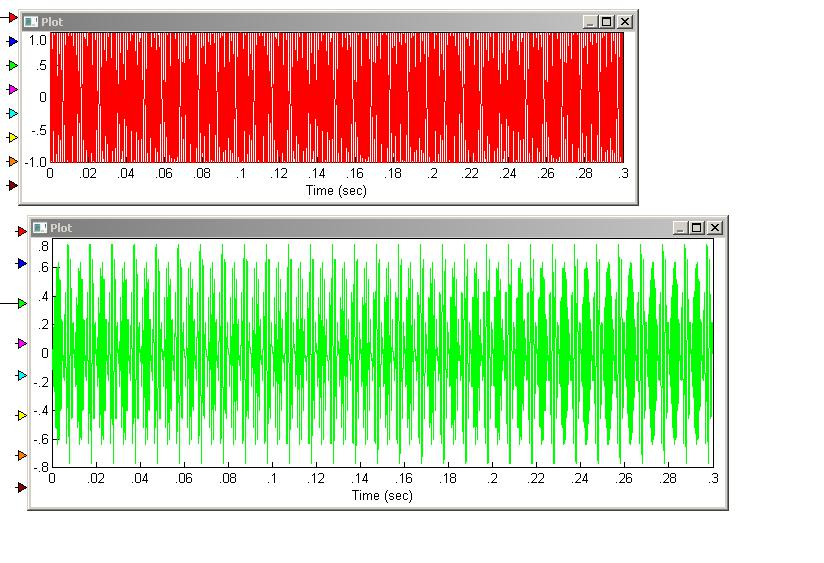 Plot
1.0
.5
0
-.5
-1.0
0 .02 .04 .06 .08 .1 .12 .14 .16 .18 .2 .22 .24 .26 .28 .3
Time (sec)
Plot
.8
.6
.4
.2
0
-.2
-.4
-.6
-.8
0 .02 .04 .06 .08 .1 .12 .14 .16 .18 .2 .22 .24 .26 .28 .3
Time (sec)